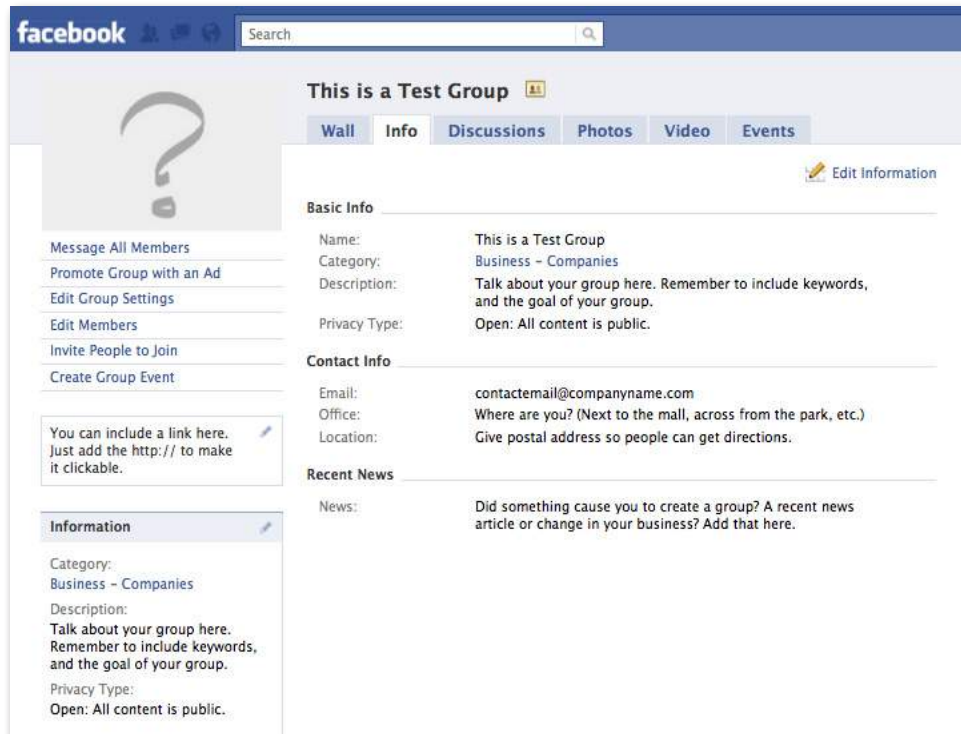 facebook
Search
This is a Test Group
Wall Info Discussions Photos Video Events
Edit Information
Message All Members
Promote Group with an Ad
Edit Group Settings
Edit Members
Invite People to Join
Create Group Event
You can include a link here.
Just add the http:// to make
it clickable.
Information
Category:
Business – Companies
Description:
Talk about your group here.
Remember to include keywords,
and the goal of your group.
Privacy Type:
Open: All content is public.
Basic Info
Name: This is a Test Group
Category: Business – Companies
Description: Talk about your group here. Remember to include keywords,
and the goal of your group.
Privacy Type: Open: All content is public.
Contact Info
Email: contactemail@companyname.com
Office: Where are you? (Next to the mall, across from the park, etc.)
Location: Give postal address so people can get directions.
Recent News
News: Did something cause you to create a group? A recent news
article or change in your business? Add that here.